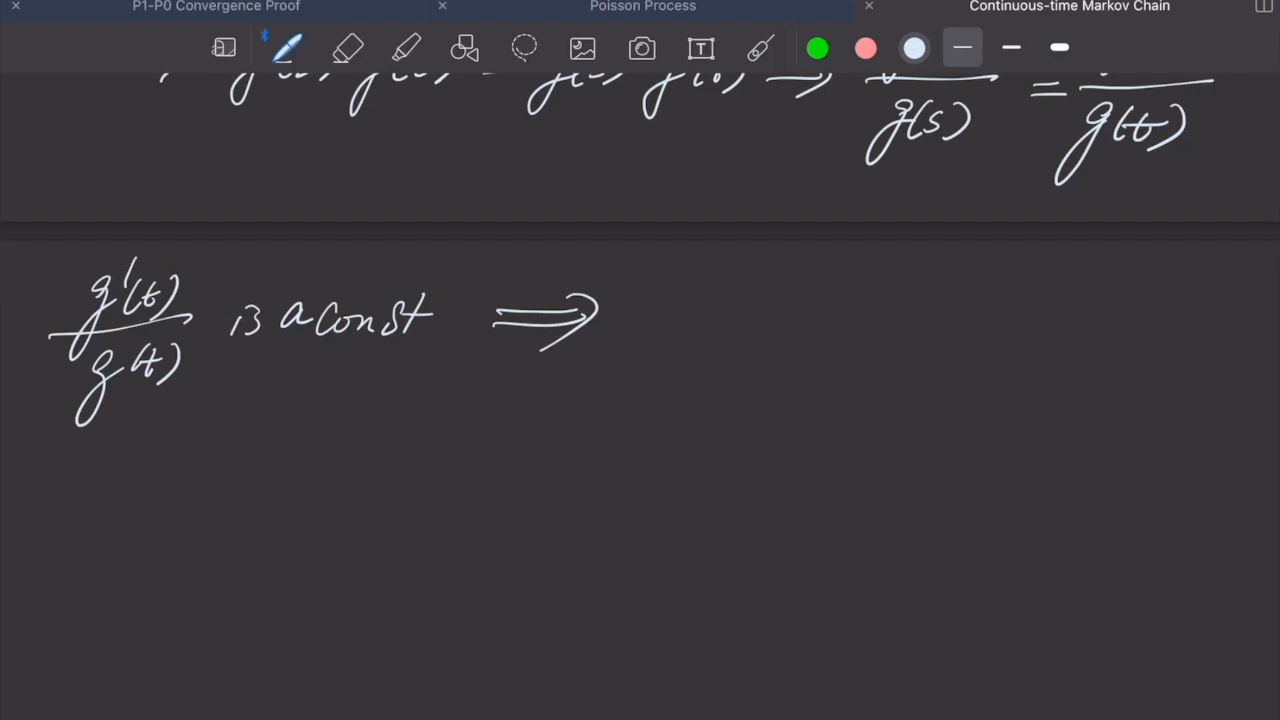 P1-P0 Convergence Proof Poisson Process Continuous-time Markov Chain
T
g(s) = g(t)
g'(t)
g(t) is a const ⟹